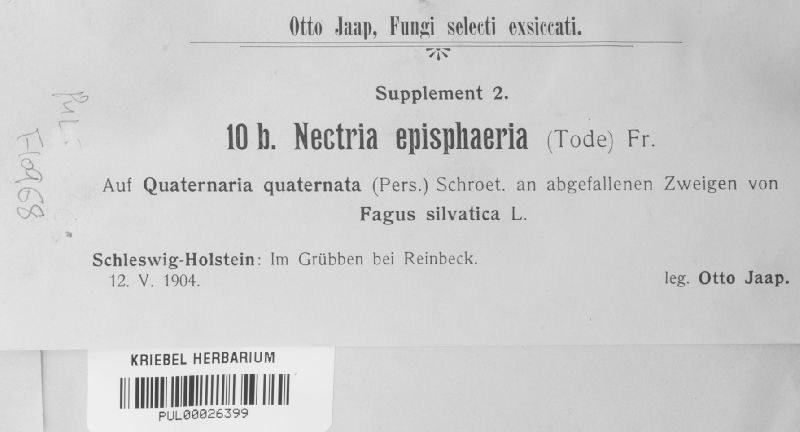 Otto Jaap, Fungi selecti exsiccati.
Supplement 2.
10 b. Nectria episphaeria (Tode) Fr.
Auf Quaternaria quaternata (Pers.) Schroet. an abgefallenen Zweigen von
Fagus silvatica L.
Schleswig-Holstein: Im Grübben bei Reinbeck.
12. V. 1904.
leg. Otto Jaap.
PUL:
F10968
KRIEBEL HERBARIUM
PUL00026399